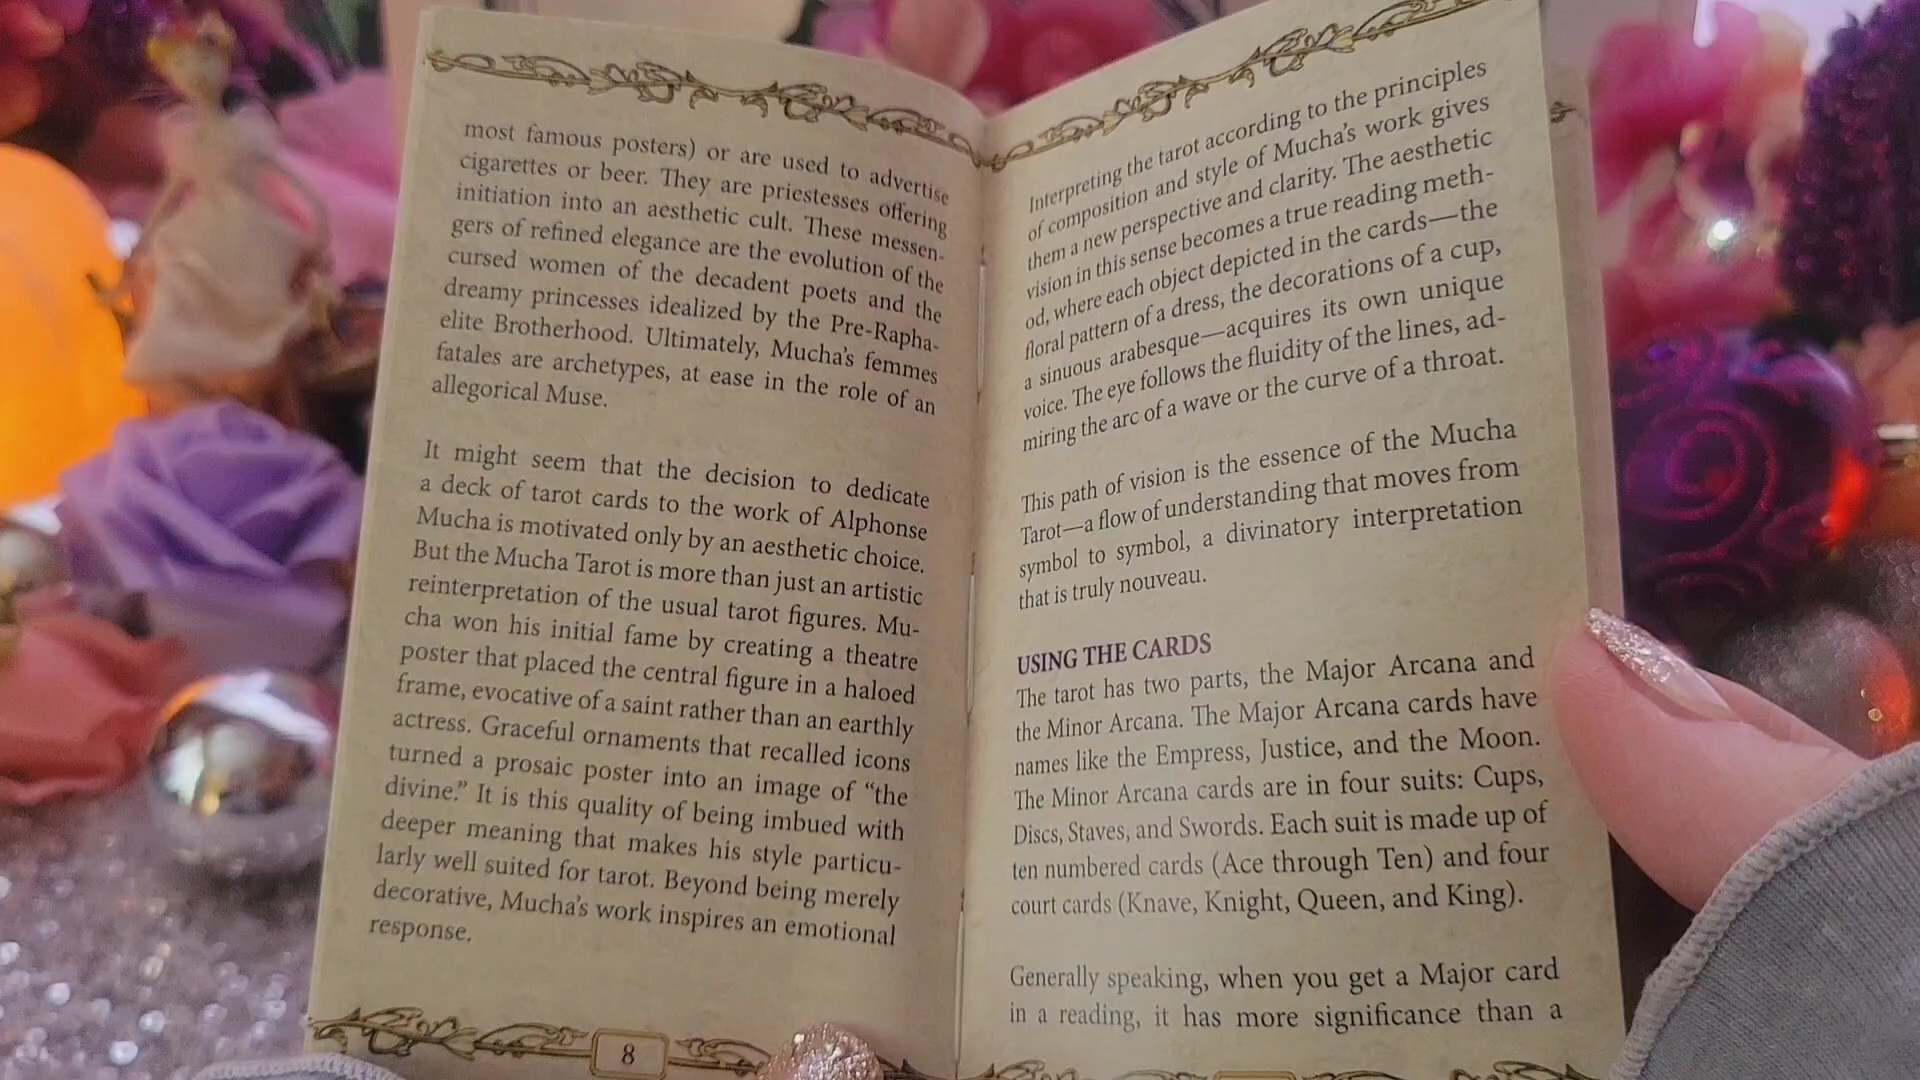 most famous posters) or are used to advertise
cigarettes or beer. They are priestesses offering
initiation into an aesthetic cult. These messen-
gers of refined elegance are the evolution of the
cursed women of the decadent poets and the
dreamy princesses idealized by the Pre-Rapha-
elite Brotherhood. Ultimately, Mucha's femmes
fatales are archetypes, at ease in the role of an
allegorical Muse.
It might seem that the decision to dedicate
a deck of tarot cards to the work of Alphonse
Mucha is motivated only by an aesthetic choice.
But the Mucha Tarot is more than just an artistic
reinterpretation of the usual tarot figures. Mu-
cha won his initial fame by creating a theatre
poster that placed the central figure in a haloed
frame, evocative of a saint rather than an earthly
actress. Graceful ornaments that recalled icons
turned a prosaic poster into an image of “the
divine.” It is this quality of being imbued with
deeper meaning that makes his style particu-
larly well suited for tarot. Beyond being merely
decorative, Mucha's work inspires an emotional
response.
8
Interpreting the tarot according to the principles
of composition and style of Mucha's work gives
them a new perspective and clarity. The aesthetic
vision in this sense becomes a true reading meth-
od, where each object depicted in the cards—the
floral pattern of a dress, the decorations of a cup,
a sinuous arabesque—acquires its own unique
voice. The eye follows the fluidity of the lines, ad-
miring the arc of a wave or the curve of a throat.
This path of vision is the essence of the Mucha
Tarot—a flow of understanding that moves from
symbol to symbol, a divinatory interpretation
that is truly nouveau.
USING THE CARDS
The tarot has two parts, the Major Arcana and
the Minor Arcana. The Major Arcana cards have
names like the Empress, Justice, and the Moon.
The Minor Arcana cards are in four suits: Cups,
Discs, Staves, and Swords. Each suit is made up of
ten numbered cards (Ace through Ten) and four
court cards (Knave, Knight, Queen, and King).
Generally speaking, when you get a Major card
in a reading, it has more significance than a